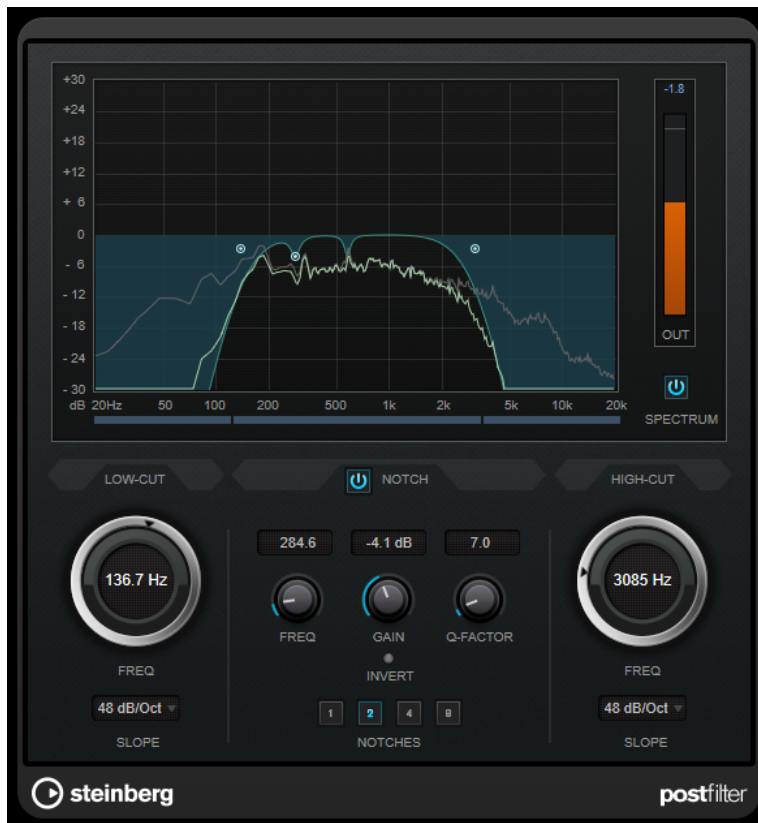 +30
-1.8
+24
+18
+12
+ 6
0
- 6
- 12
- 18
OUT
- 24
- 30
dB 20Hz 50 100 200 500 1k 2k 5k 10k 20k
SPECTRUM
LOW-CUT
NOTCH
HIGH-CUT
284.6 -4.1 dB 7.0
136.7 Hz
3085 Hz
FREQ GAIN Q-FACTOR
INVERT
FREQ
FREQ
48 dB/Oct
1 2 4 8
48 dB/Oct
SLOPE
NOTCHES
SLOPE
steinberg
postfilter